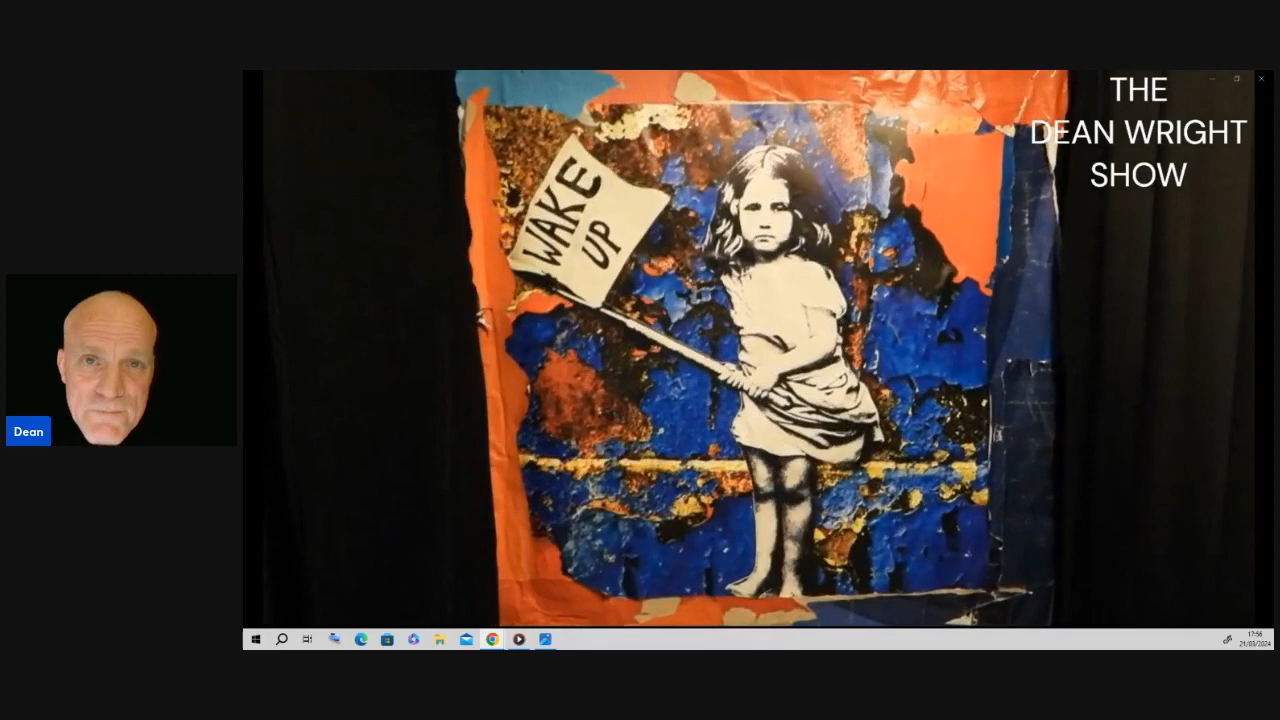 THE
DEAN WRIGHT
SHOW
WAKE
UP
Dean
17:56
21/03/2024